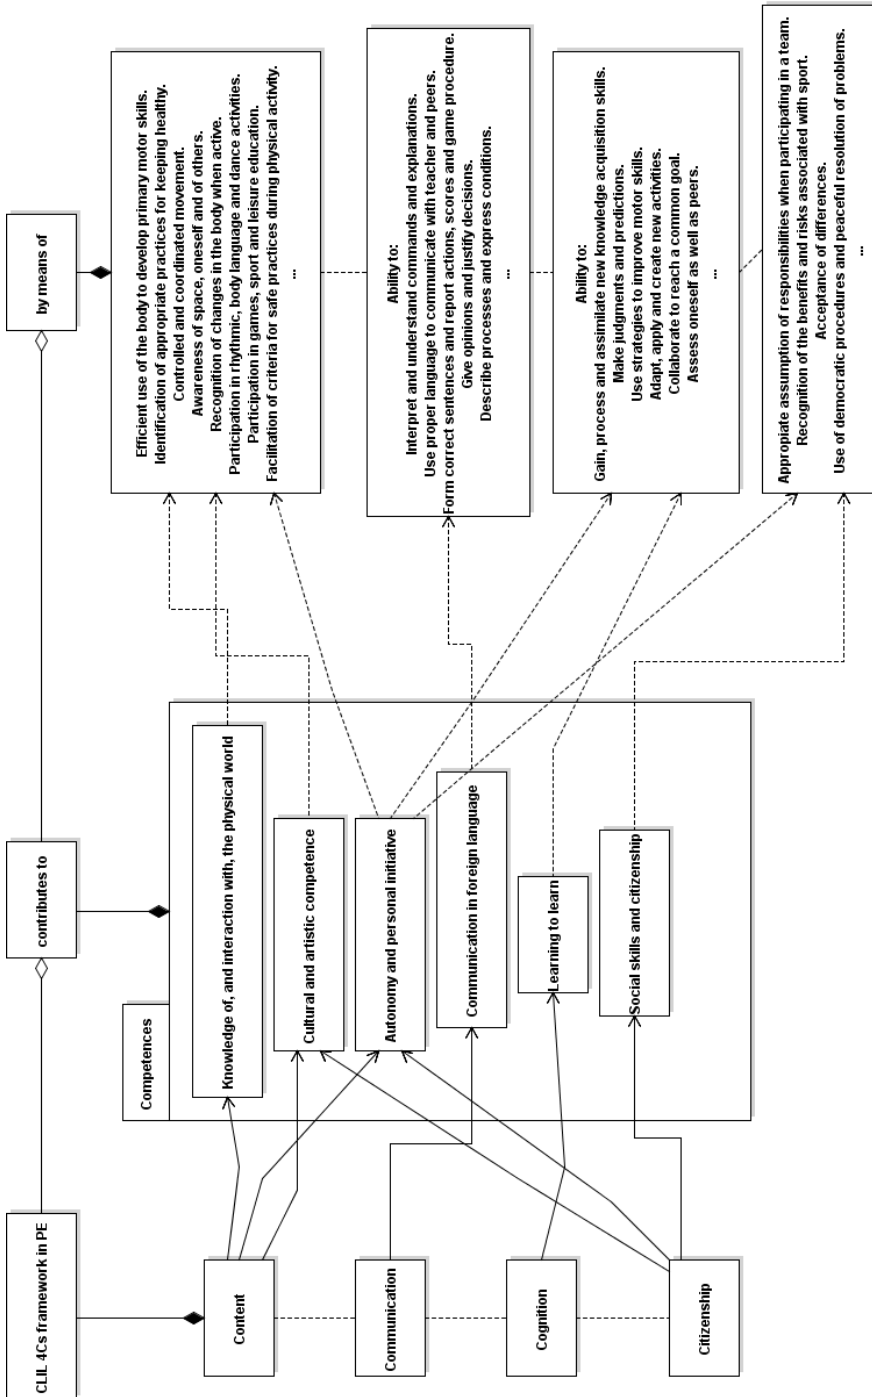 CLIL 4Cs framework in PE
contributes to
by means of
Content
Communication
Cognition
Citizenship
Competences
Knowledge of, and interaction with, the physical world
Cultural and artistic competence
Autonomy and personal initiative
Communication in foreign language
Learning to learn
Social skills and citizenship
Efficient use of the body to develop primary motor skills.
Identification of appropriate practices for keeping healthy.
Controlled and coordinated movement.
Awareness of space, oneself and of others.
Recognition of changes in the body when active.
Participation in rhythmic, body language and dance activities.
Participation in games, sport and leisure education.
Facilitation of criteria for safe practices during physical activity.
...
Ability to:
Interpret and understand commands and explanations.
Use proper language to communicate with teacher and peers.
Form correct sentences and report actions, scores and game procedure.
Give opinions and justify decisions.
Describe processes and express conditions.
...
Ability to:
Gain, process and assimilate new knowledge acquisition skills.
Make judgments and predictions.
Use strategies to improve motor skills.
Adapt, apply and create new activities.
Collaborate to reach a common goal.
Assess oneself as well as peers.
...
Appropiate assumption of responsibilities when participating in a team.
Recognition of the benefits and risks associated with sport.
Acceptance of differences.
Use of democratic procedures and peaceful resolution of problems.
...